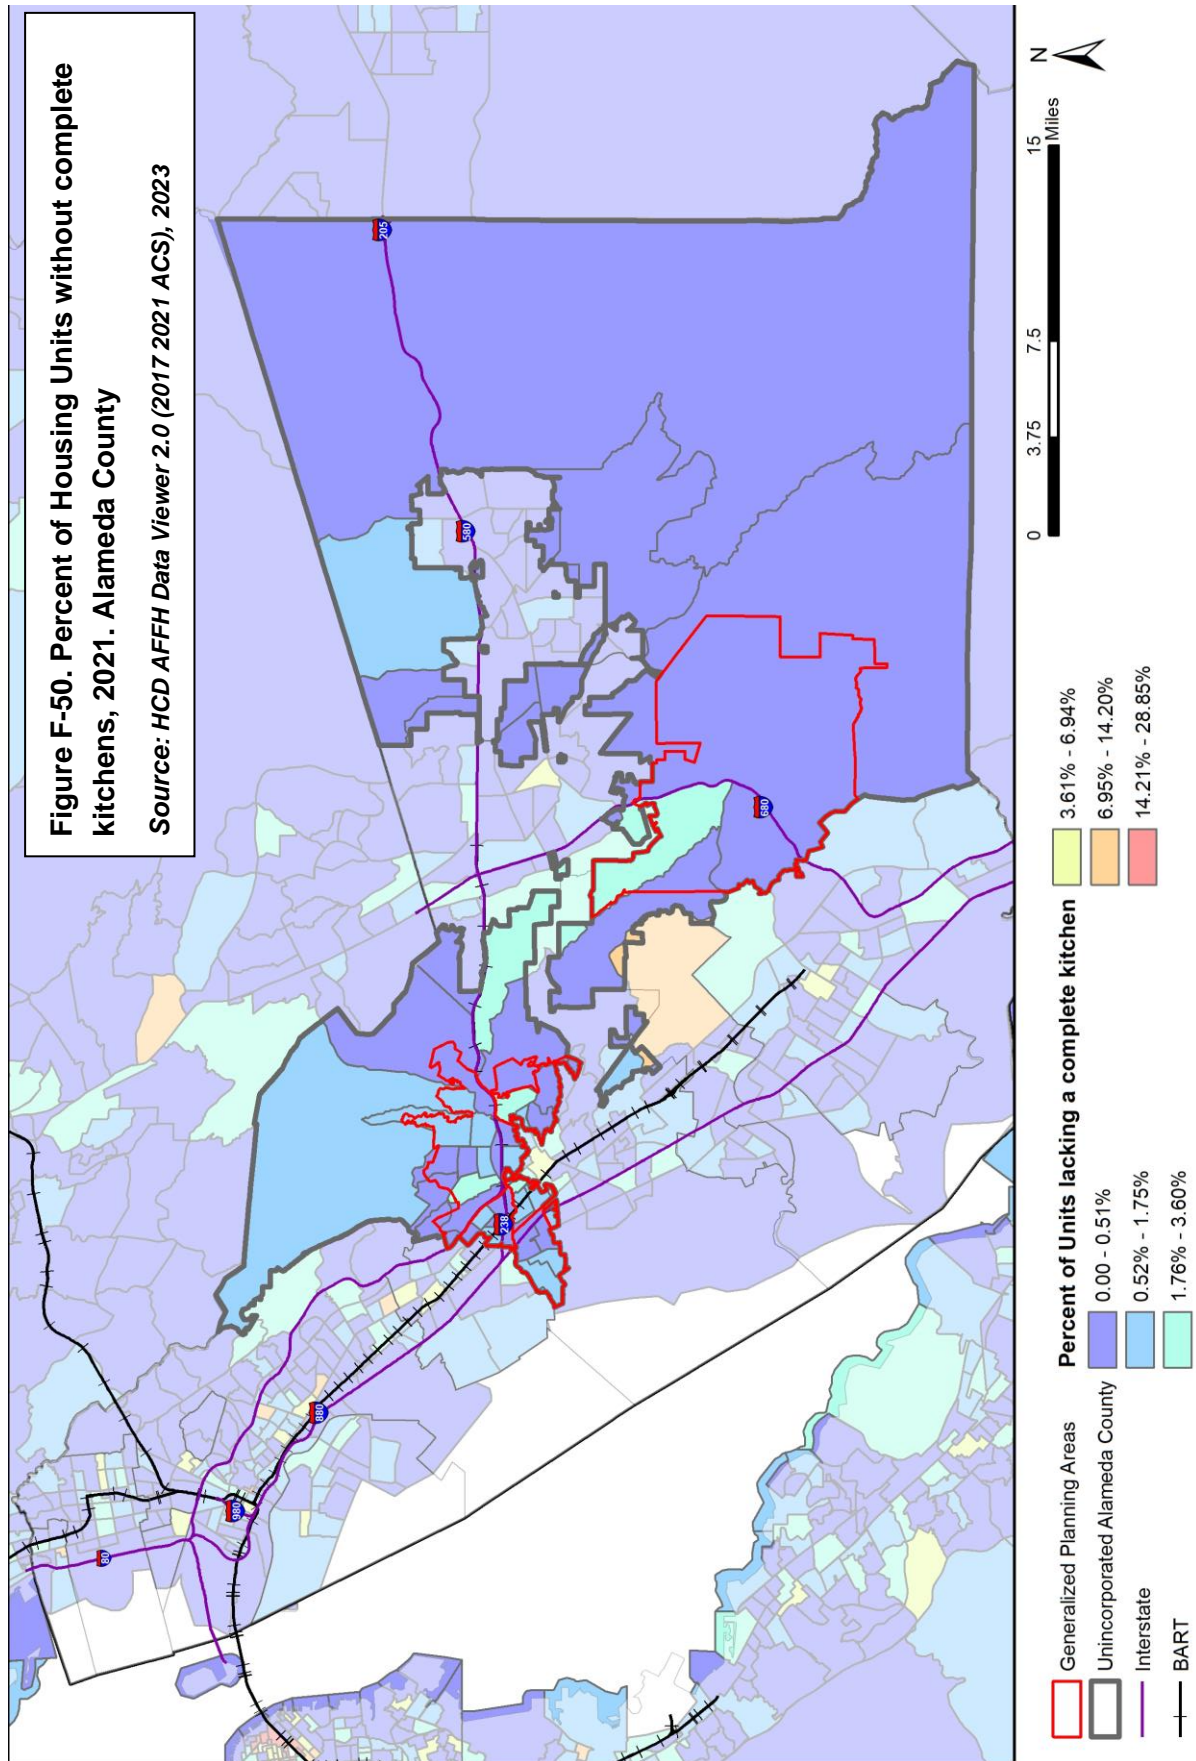 Figure F-50. Percent of Housing Units without complete
kitchens, 2021. Alameda County
Source: HCD AFFH Data Viewer 2.0 (2017 2021 ACS), 2023
80
980
880
238
680
580
205
N
0 3.75 7.5 15
Miles
Generalized Planning Areas
Unincorporated Alameda County
Interstate
BART
Percent of Units lacking a complete kitchen
0.00 - 0.51%
0.52% - 1.75%
1.76% - 3.60%
3.61% - 6.94%
6.95% - 14.20%
14.21% - 28.85%